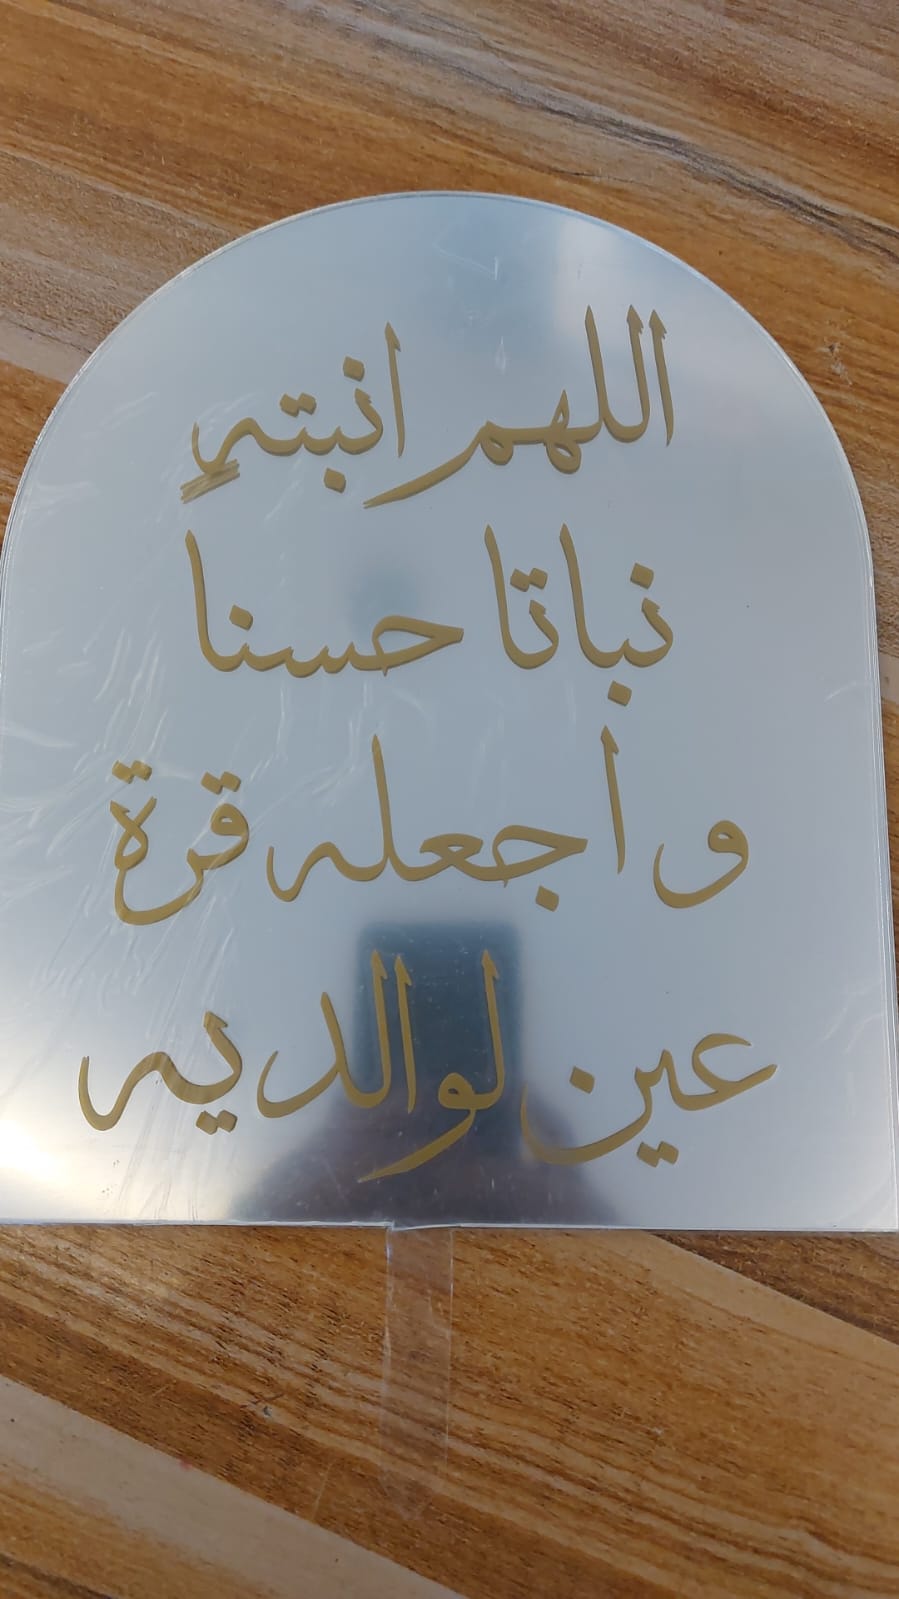 اللهم انبتهٍ
نباتا حسنا
و اجعله قرة
عين لوالديه